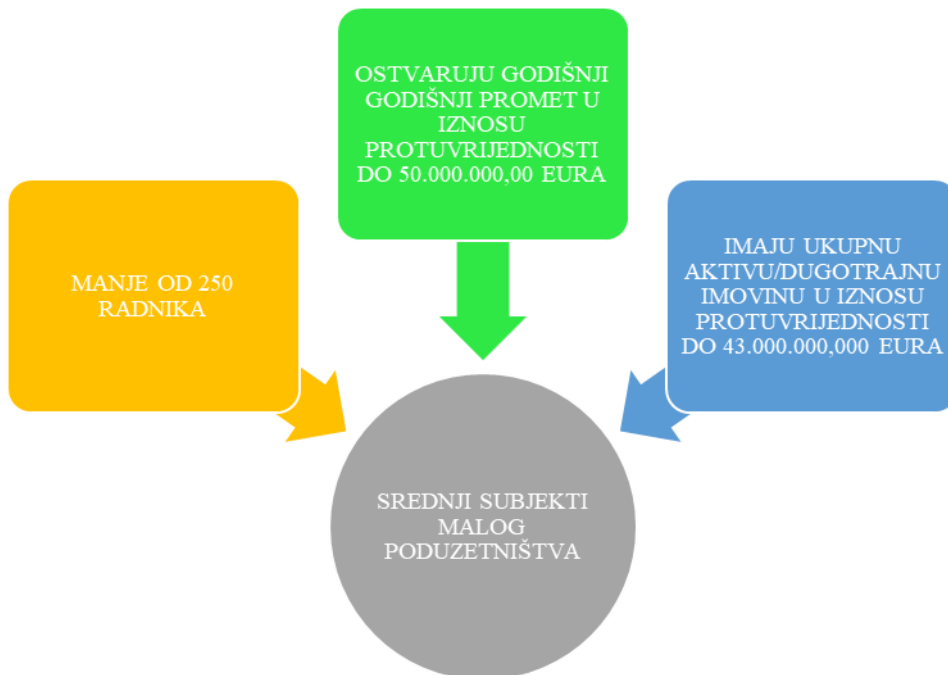 OSTVARUJU GODIŠNJI
GODIŠNJI PROMET U
IZNOSU
PROTUVRIJEDNOSTI
DO 50.000.000,00 EURA
MANJE OD 250
RADNIKA
IMAJU UKUPNU
AKTIVU/DUGOTRAJNU
IMOVINU U IZNOSU
PROTUVRIJEDNOSTI
DO 43.000.000,000 EURA
SREDNJI SUBJEKTI
MALOG
PODUZETNIŠTVA